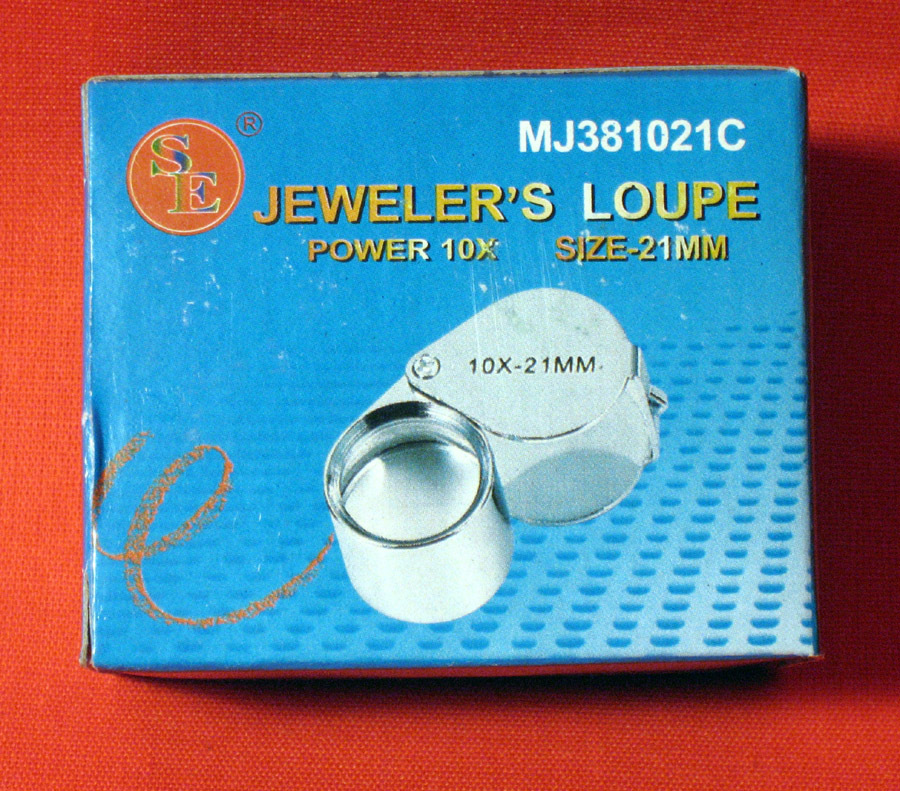 SE ®
MJ381021C
JEWELER'S LOUPE
POWER 10X SIZE-21MM
10X-21MM